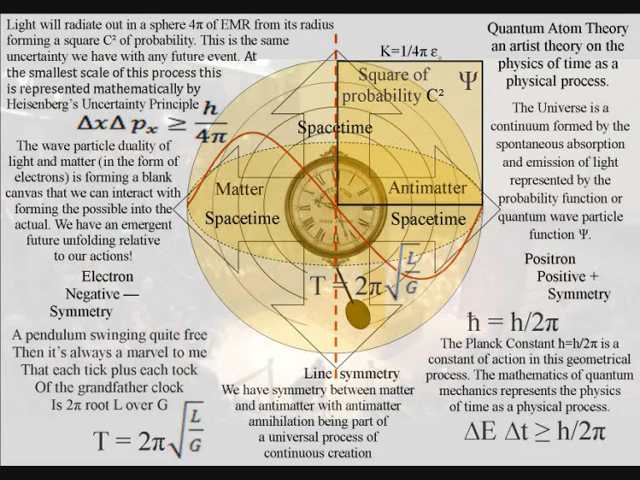 Light will radiate out in a sphere 4π of EMR from its radius
forming a square C² of probability. This is the same
uncertainty we have with any future event. At
the smallest scale of this process this
is represented mathematically by
Heisenberg's Uncertainty Principle
ΔxΔpₓ ≥ h/4π
The wave particle duality of
light and matter (in the form of
electrons) is forming a blank
canvas that we can interact with
forming the possible into the
actual. We have an emergent
future unfolding relative
to our actions!
Electron
Negative —
Symmetry
A pendulum swinging quite free
Then it's always a marvel to me
That each tick plus each tock
Of the grandfather clock
Is 2π root L over G
T = 2π√L/G
K=1/4π ε₀
Square of
probability C²
Ψ
Spacetime
Matter
Antimatter
Spacetime
Spacetime
T = 2π√L/G
Line symmetry
We have symmetry between matter
and antimatter with antimatter
annihilation being part of
a universal process of
continuous creation
Quantum Atom Theory
an artist theory on the
physics of time as a
physical process.
The Universe is a
continuum formed by the
spontaneous absorption
and emission of light
represented by the
probability function or
quantum wave particle
function Ψ.
Positron
Positive +
Symmetry
ħ = h/2π
The Planck Constant ħ=h/2π is a
constant of action in this geometrical
process. The mathematics of quantum
mechanics represents the physics
of time as a physical process.
ΔE Δt ≥ h/2π